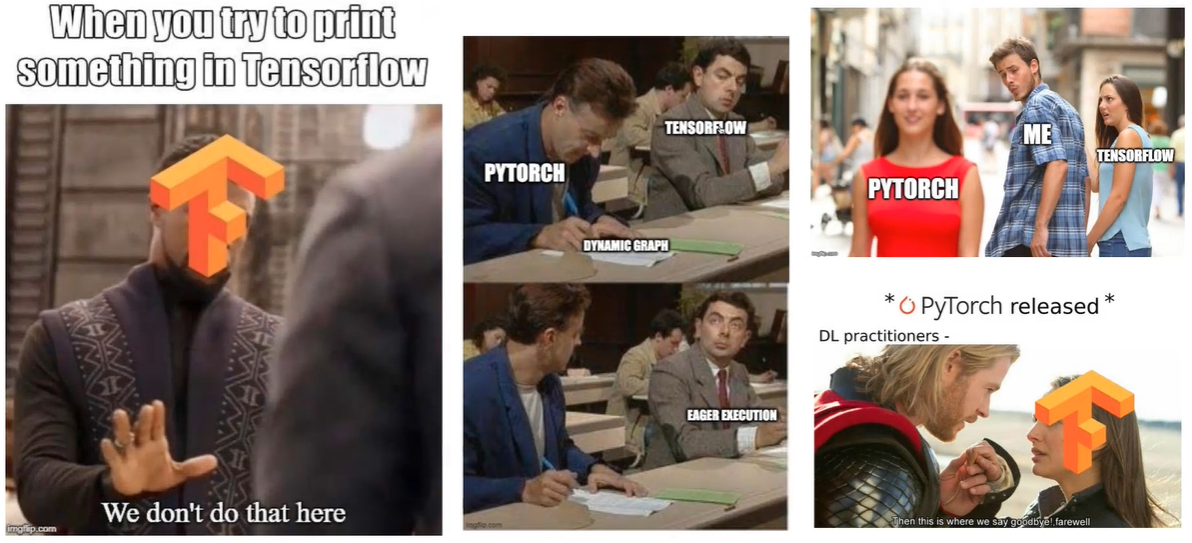 When you try to print
something in Tensorflow
We don't do that here
imgflip.com
TENSORFLOW
PYTORCH
DYNAMIC GRAPH
EAGER EXECUTION
imgflip.com
PYTORCH
ME
TENSORFLOW
imgflip.com
* PyTorch released *
DL practitioners -
Then this is where we say goodbye!,farewell